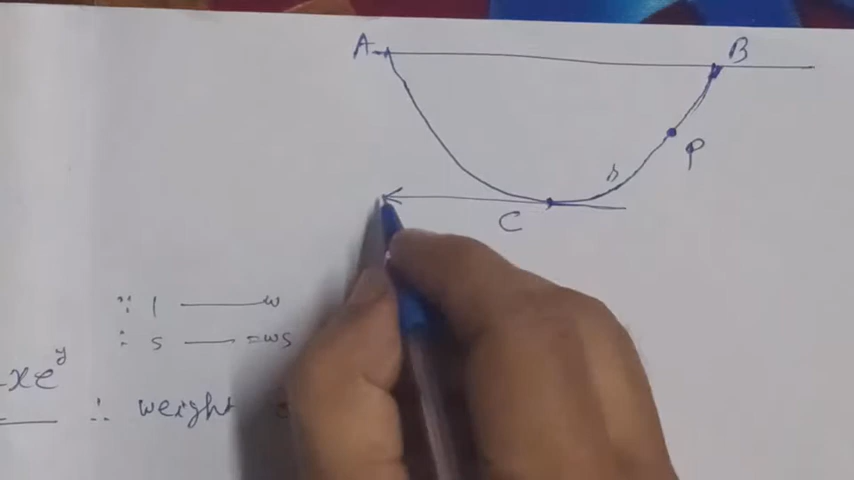 A B
P
s
C
∵ 1 —— w
∴ s —— = ws
-xe^y
∴ weight